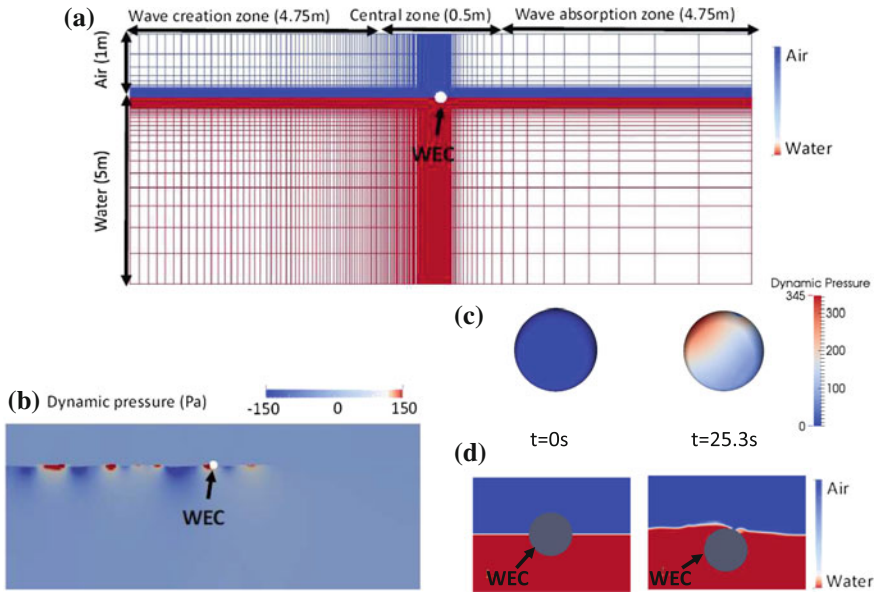 (a)
Wave creation zone (4.75m)
Central zone (0.5m)
Wave absorption zone (4.75m)
Air (1m)
Water (5m)
WEC
Air
Water
(b)
Dynamic pressure (Pa)
-150
0
150
WEC
(c)
t=0s
t=25.3s
Dynamic Pressure
345
300
200
100
0
(d)
WEC
WEC
Air
Water